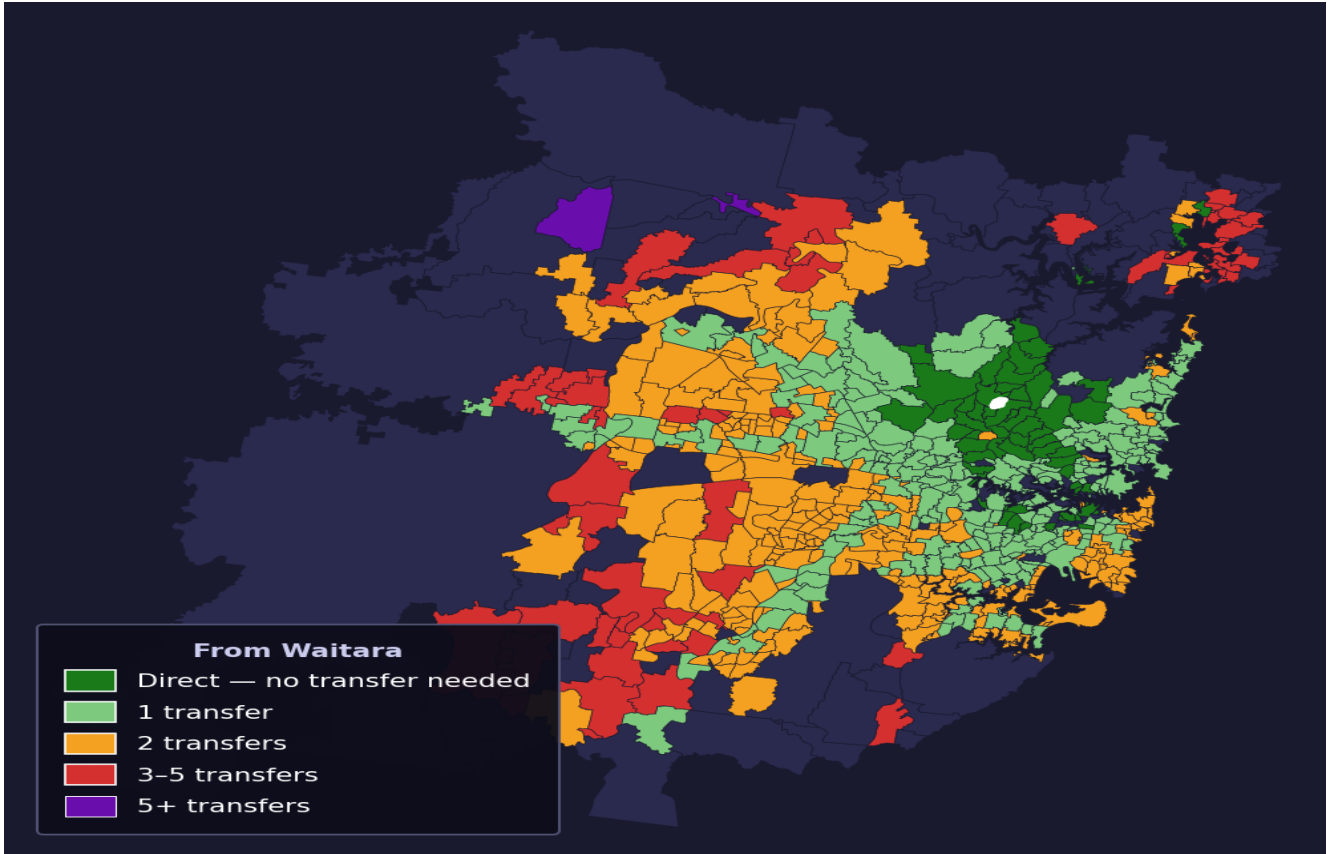 From Waitara
Direct — no transfer needed
1 transfer
2 transfers
3–5 transfers
5+ transfers